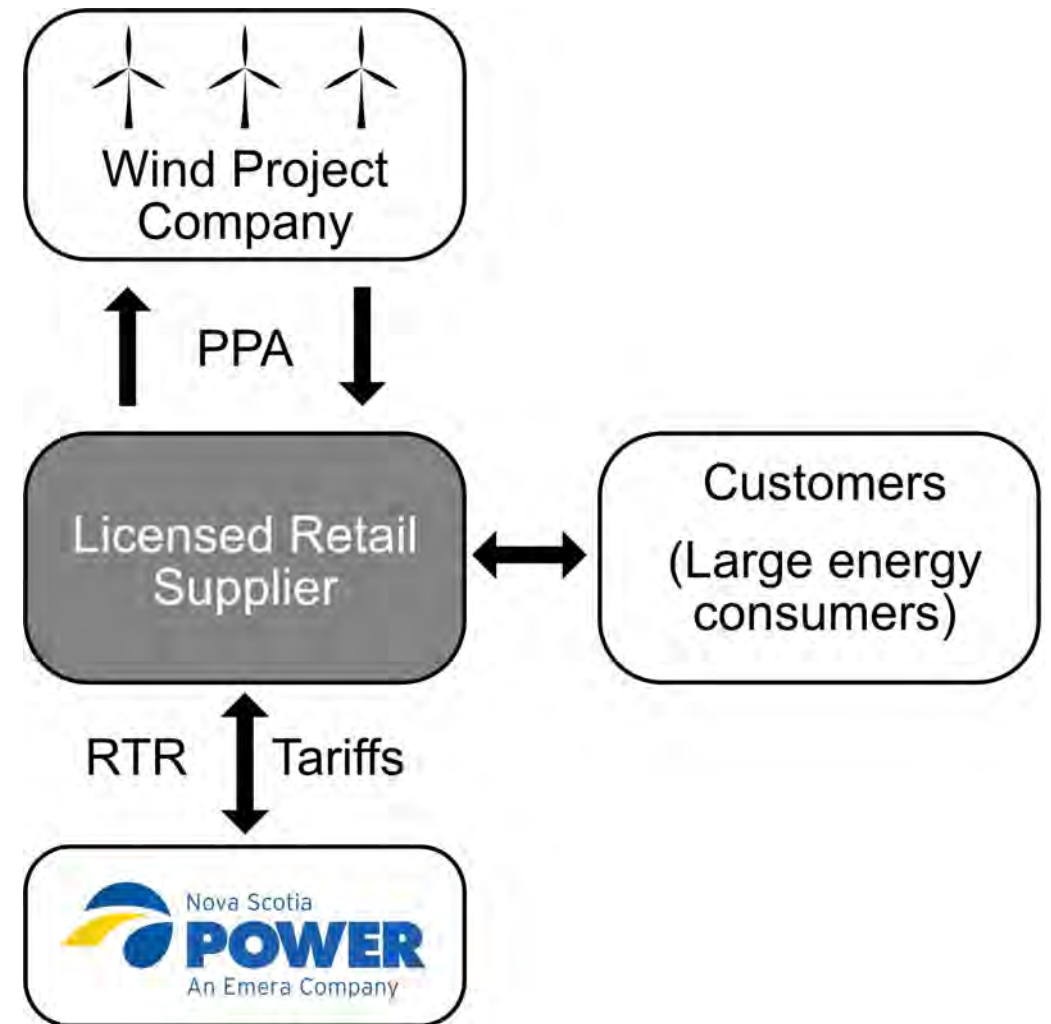 Wind Project
Company
PPA
Licensed Retail
Supplier
Customers
(Large energy
consumers)
RTR Tariffs
Nova Scotia
POWER
An Emera Company